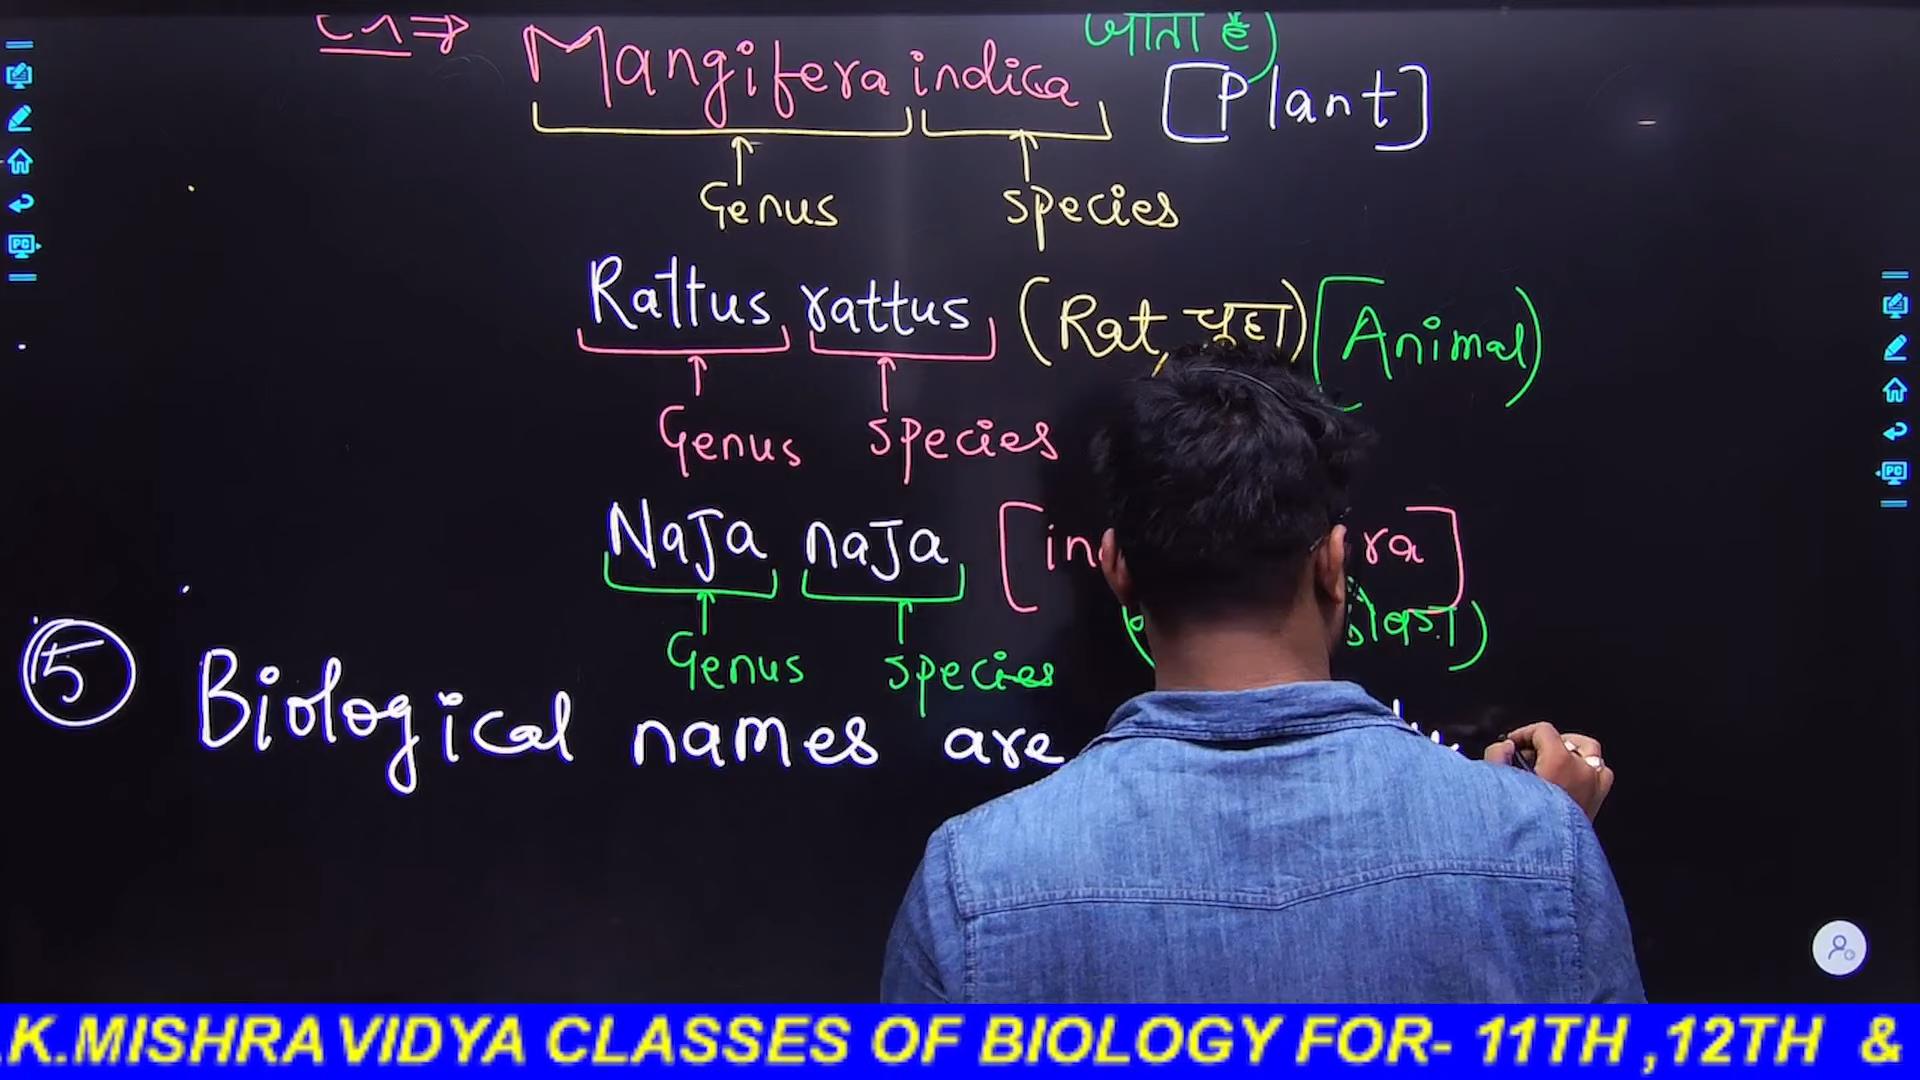 Ex ⇒ Mangifera indica जाता है)
[Plant]
Genus species
Rattus rattus (Rat, चूहा) [Animal)
Genus species
Naja naja [
Genus species
5 Biological names are
.K.MISHRA VIDYA CLASSES OF BIOLOGY FOR- 11TH ,12TH &